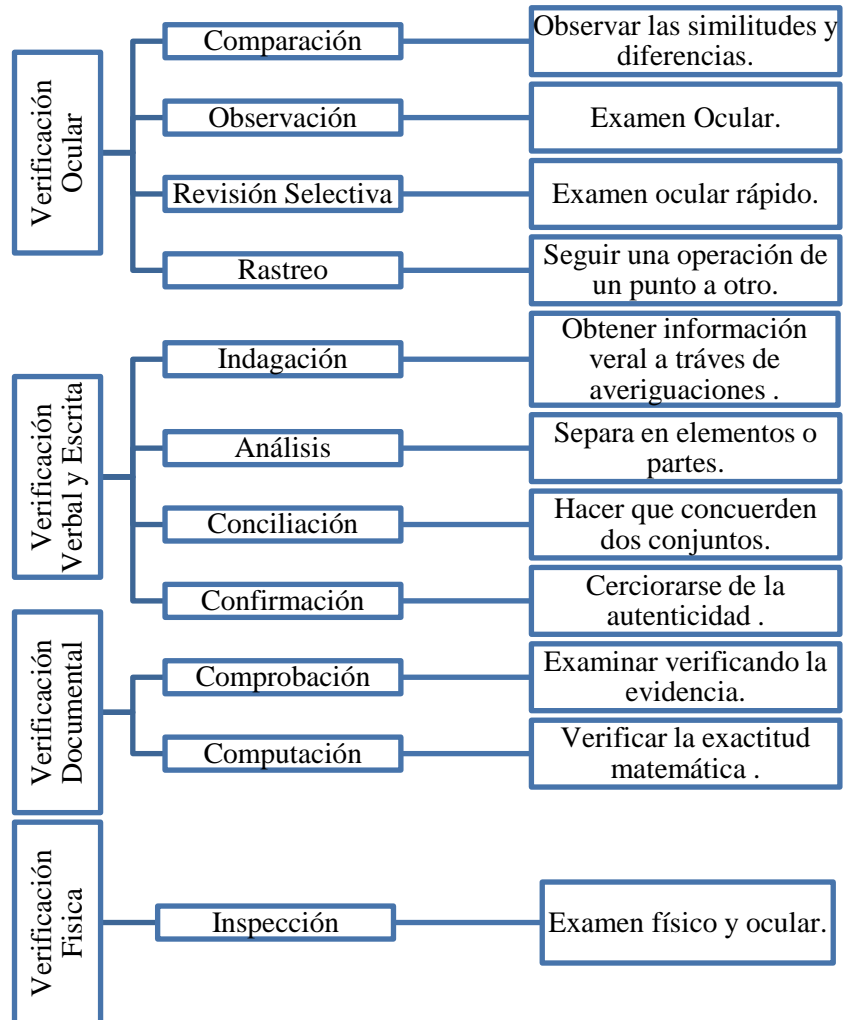 Verificación
Ocular
Comparación
Observar las similitudes y
diferencias.
Observación
Examen Ocular.
Revisión Selectiva
Examen ocular rápido.
Rastreo
Seguir una operación de
un punto a otro.
Verificación
Verbal y Escrita
Indagación
Obtener información
veral a tráves de
averiguaciones .
Análisis
Separa en elementos o
partes.
Conciliación
Hacer que concuerden
dos conjuntos.
Confirmación
Cerciorarse de la
autenticidad .
Verificación
Documental
Comprobación
Examinar verificando la
evidencia.
Computación
Verificar la exactitud
matemática .
Verificación
Fisica
Inspección
Examen físico y ocular.